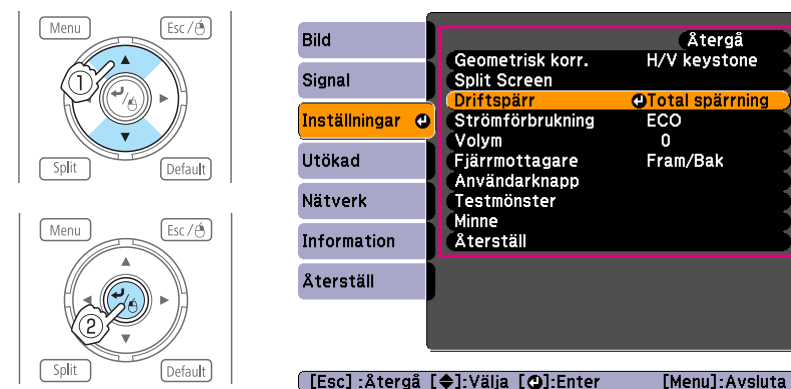 Menu
Esc/
1
Split
Default
Menu
Esc/
2
Split
Default
Bild
Signal
Inställningar
Utökad
Nätverk
Information
Återställ
Återgå
Geometrisk korr. H/V keystone
Split Screen
Driftspärr Total spärrning
Strömförbrukning ECO
Volym 0
Fjärrmottagare Fram/Bak
Användarknapp
Testmönster
Minne
Återställ
[Esc] :Återgå [◆]:Välja [↵]:Enter [Menu]:Avsluta